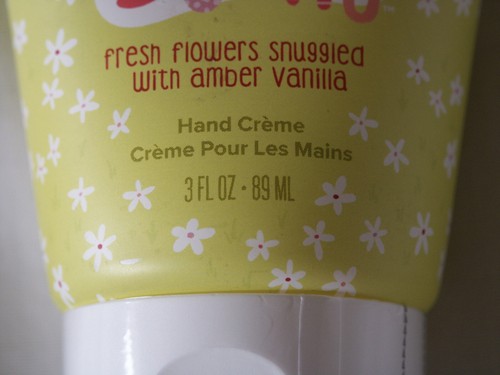 fresh flowers snuggled
with amber vanilla
Hand Crème
Crème Pour Les Mains
3 FL OZ • 89 ML